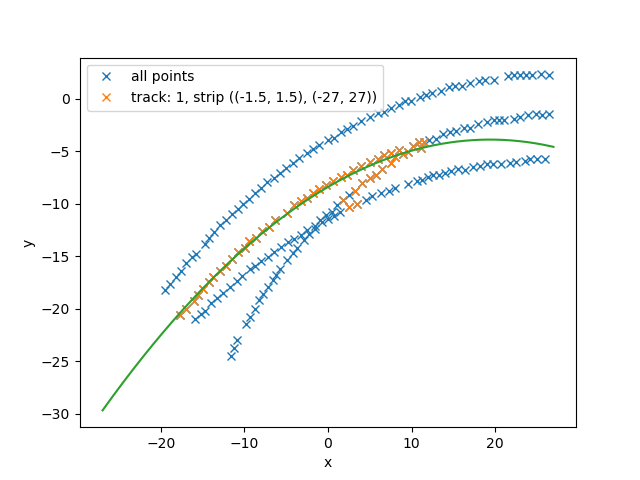 all points
track: 1, strip ((-1.5, 1.5), (-27, 27))
0
−5
−10
−15
−20
−25
−30
y
−20 −10 0 10 20
x